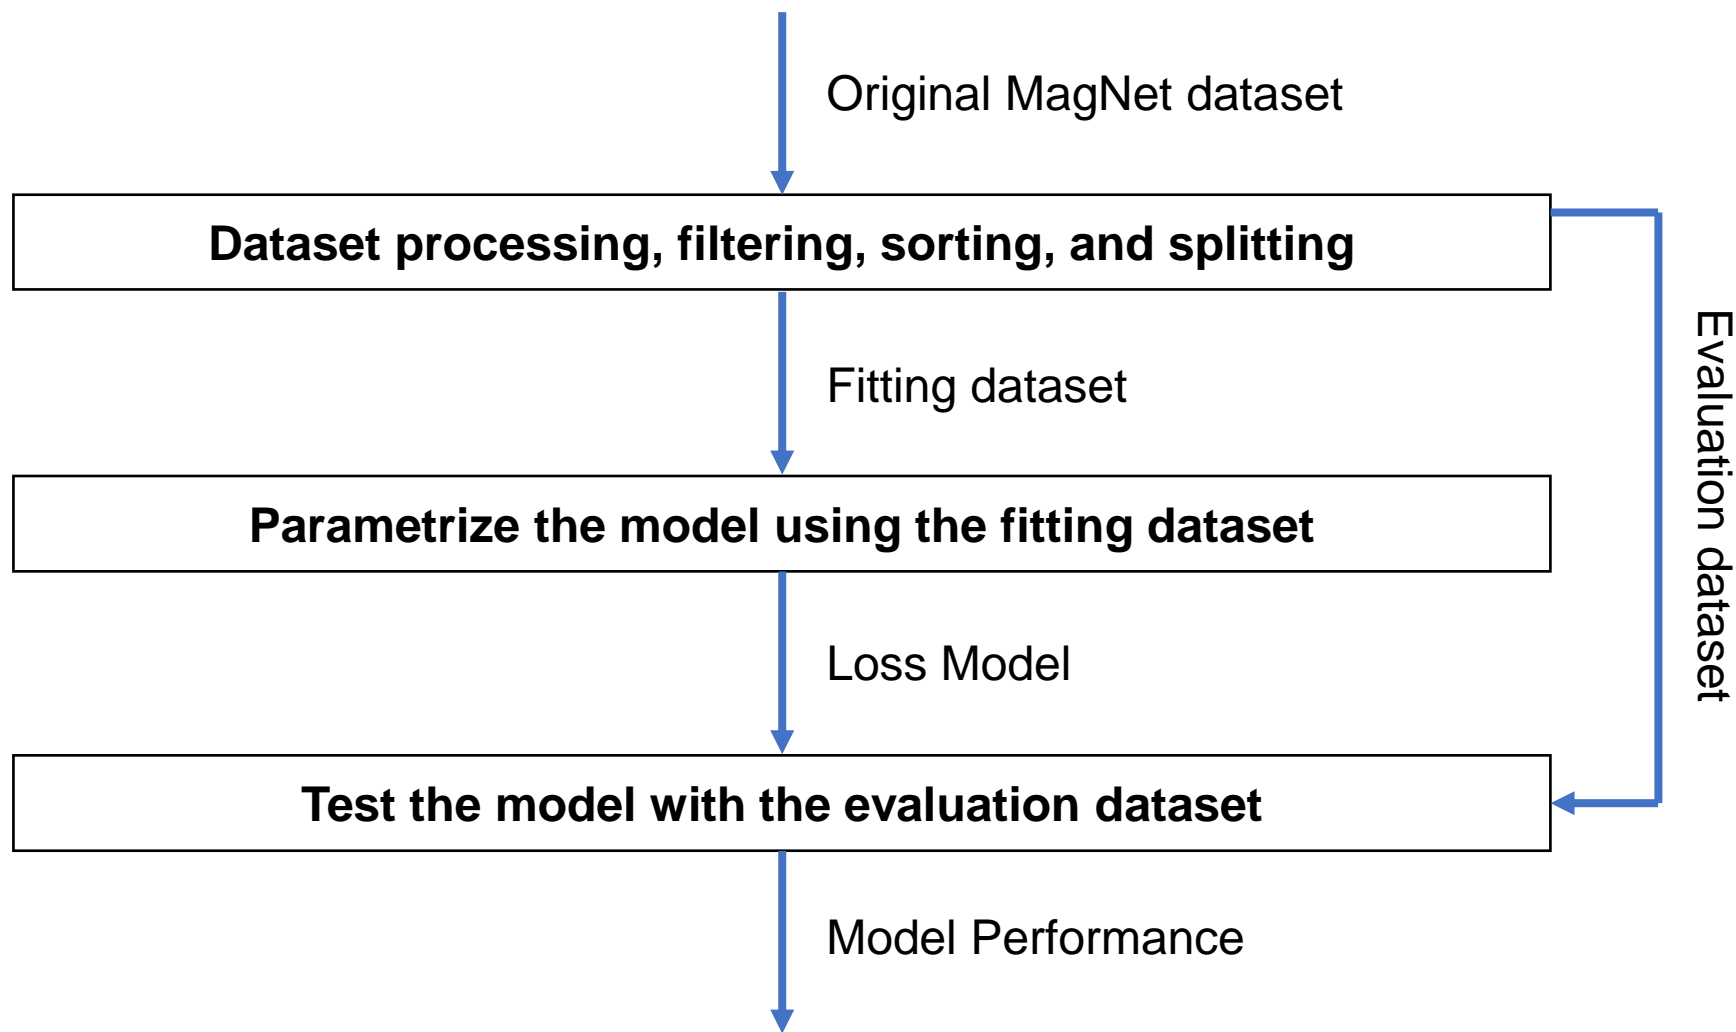 Original MagNet dataset
Dataset processing, filtering, sorting, and splitting
Fitting dataset
Evaluation dataset
Parametrize the model using the fitting dataset
Loss Model
Test the model with the evaluation dataset
Model Performance